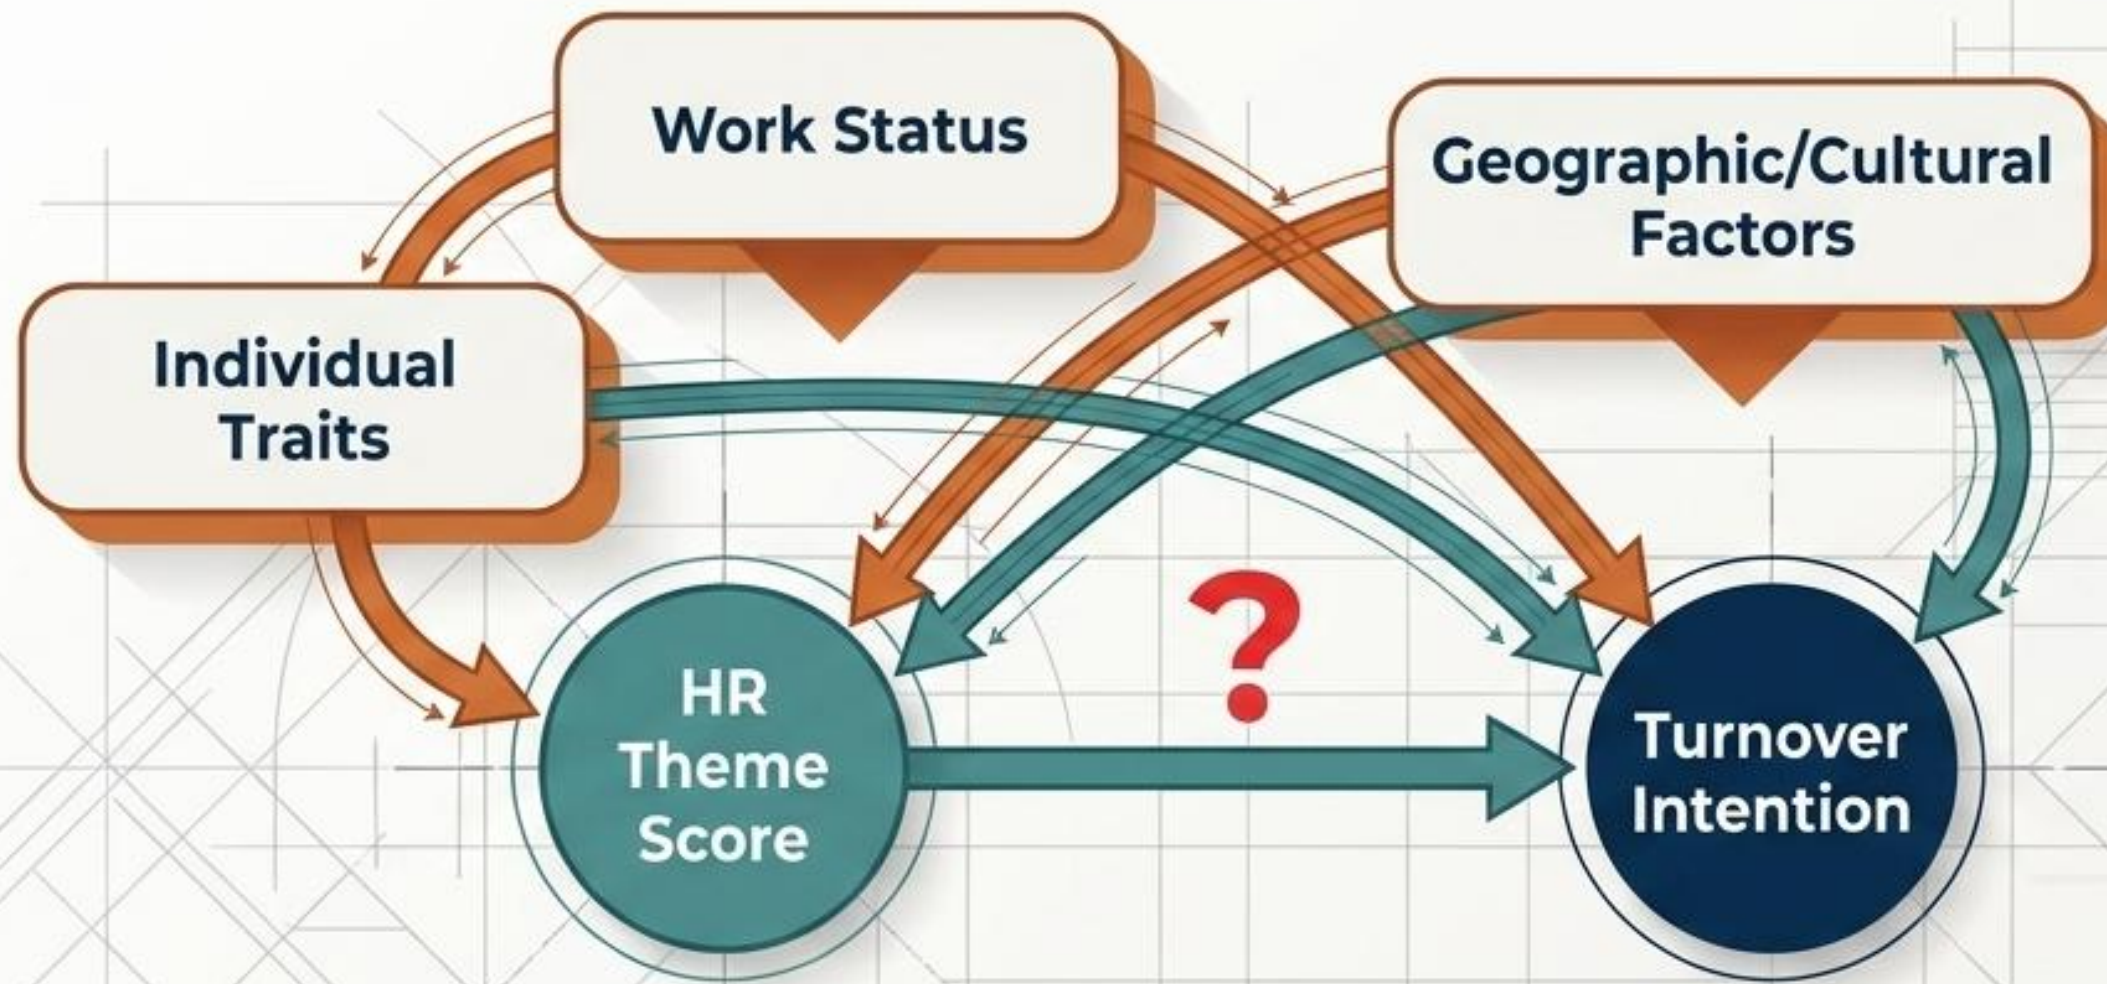 Work Status
Geographic/Cultural
Factors
Individual
Traits
?
HR
Theme
Score
Turnover
Intention